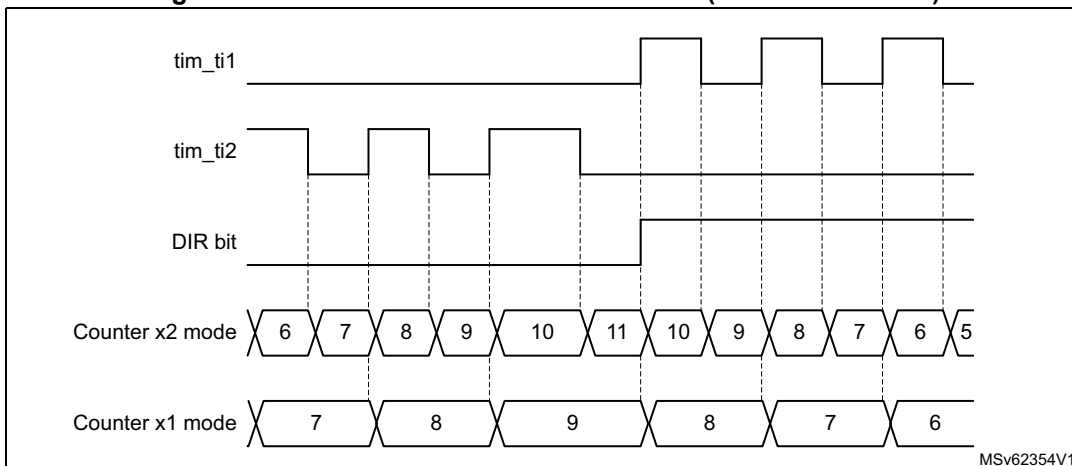 tim_ti1
tim_ti2
DIR bit
Counter x2 mode 6 7 8 9 10 11 10 9 8 7 6 5
Counter x1 mode 7 8 9 8 7 6
MSv62354V1